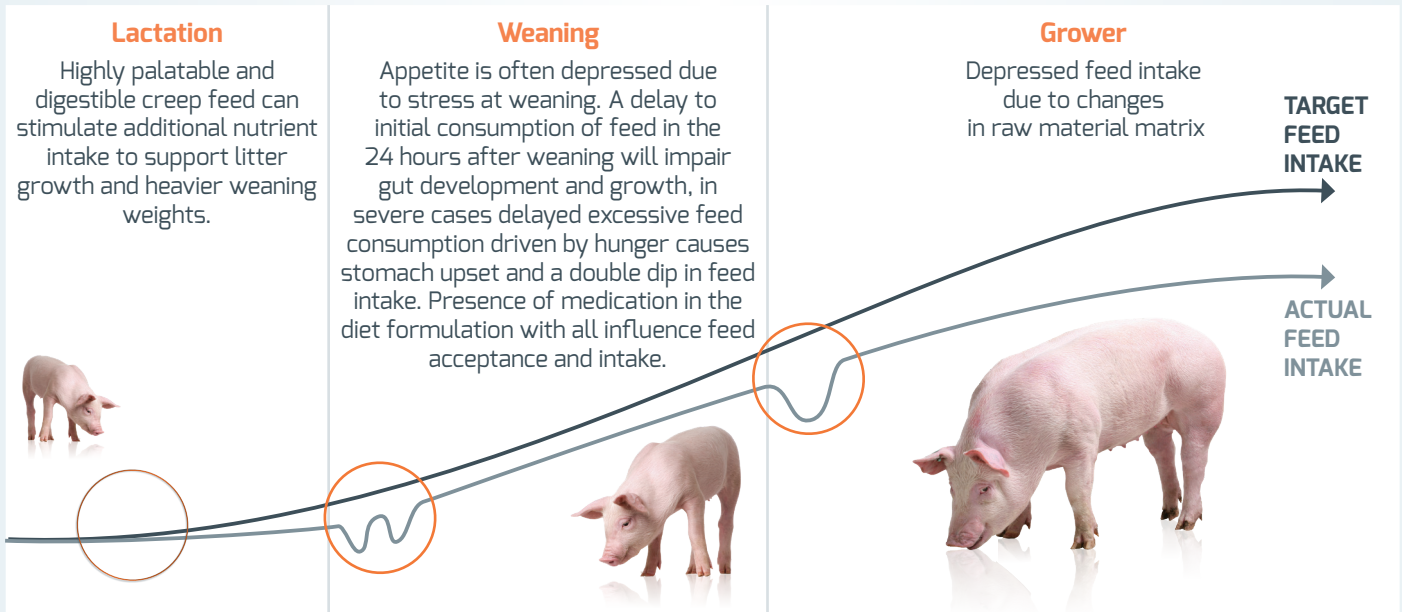 Lactation
Highly palatable and
digestible creep feed can
stimulate additional nutrient
intake to support litter
growth and heavier weaning
weights.
Weaning
Appetite is often depressed due
to stress at weaning. A delay to
initial consumption of feed in the
24 hours after weaning will impair
gut development and growth, in
severe cases delayed excessive feed
consumption driven by hunger causes
stomach upset and a double dip in feed
intake. Presence of medication in the
diet formulation with all influence feed
acceptance and intake.
Grower
Depressed feed intake
due to changes
in raw material matrix
TARGET
FEED
INTAKE
ACTUAL
FEED
INTAKE